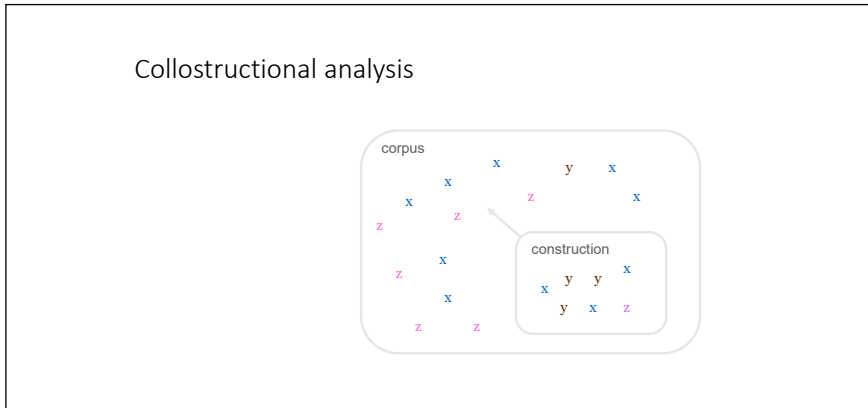 Collostructional analysis
corpus
x y x
x
x z x
z z
construction
x x
y y
z x
x y x z
z z